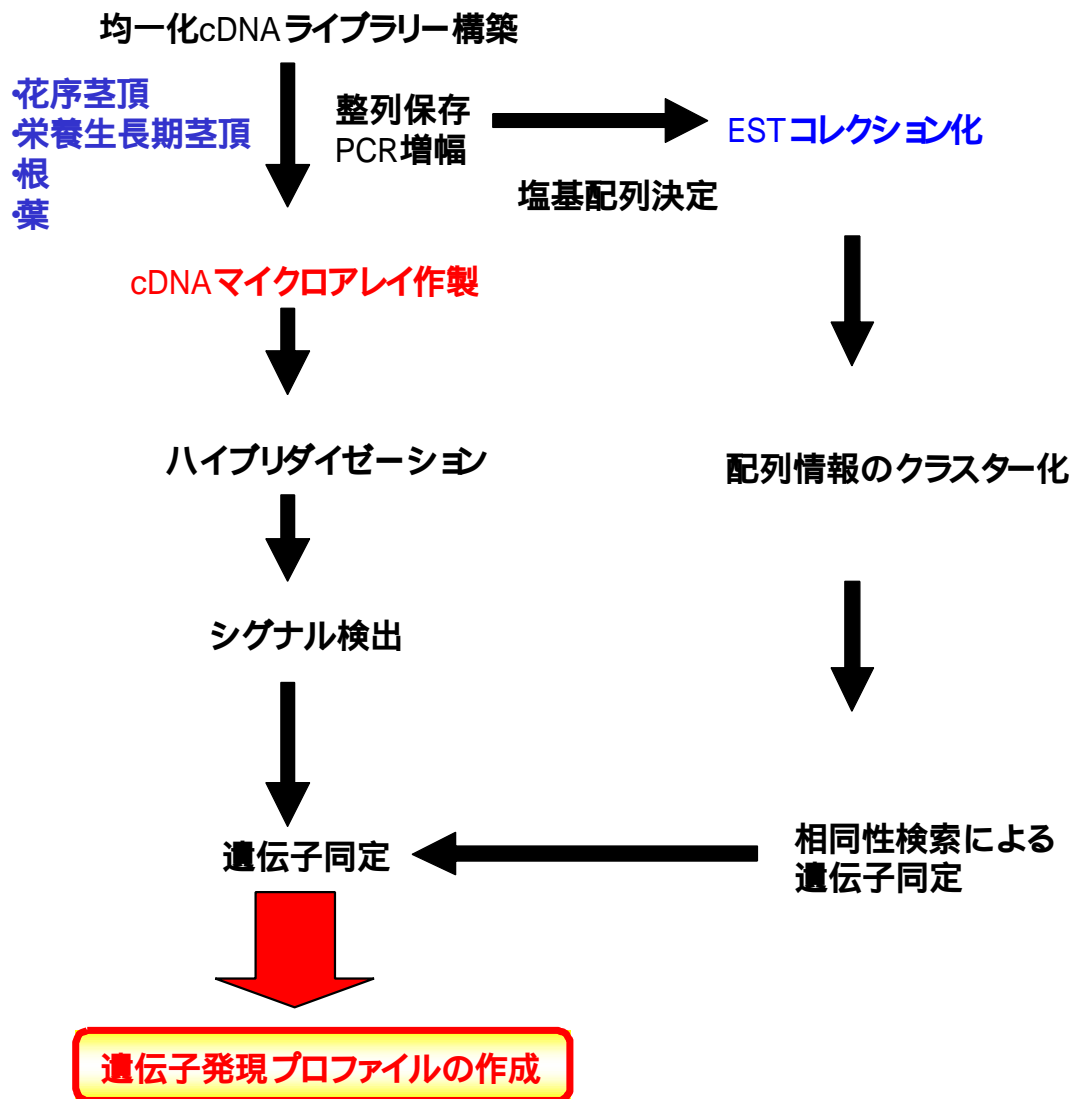 均一化cDNAライブラリー構築
・花序茎頂
・栄養生長期茎頂
・根
・葉
整列保存
PCR増幅
ESTコレクション化
塩基配列決定
cDNAマイクロアレイ作製
ハイブリダイゼーション
配列情報のクラスター化
シグナル検出
遺伝子同定
相同性検索による
遺伝子同定
遺伝子発現プロファイルの作成